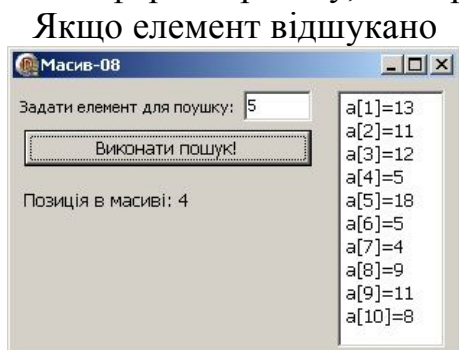 Якщо елемент відшукано
Масив-08
Задати елемент для поушку: 5
Виконати пошук!
Позиція в масиві: 4
a[1]=13
a[2]=11
a[3]=12
a[4]=5
a[5]=18
a[6]=5
a[7]=4
a[8]=9
a[9]=11
a[10]=8